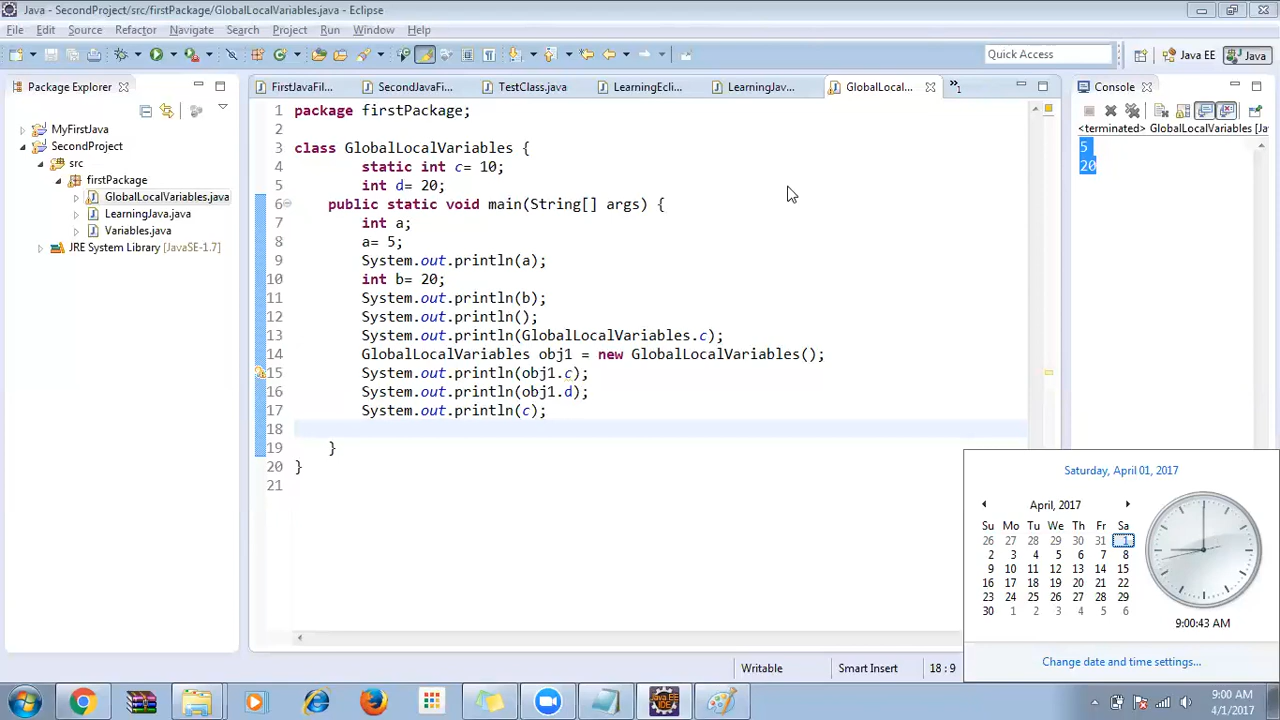 Java - SecondProject/src/firstPackage/GlobalLocalVariables.java - Eclipse
File Edit Source Refactor Navigate Search Project Run Window Help
Quick Access
Java EE
Java
Package Explorer
MyFirstJava
SecondProject
src
firstPackage
GlobalLocalVariables.java
LearningJava.java
Variables.java
JRE System Library [JavaSE-1.7]
FirstJavaFil... SecondJavaFi... TestClass.java LearningEcli... LearningJav... GlobalLocal... »1
1 package firstPackage;
2
3 class GlobalLocalVariables {
4 static int c= 10;
5 int d= 20;
6 public static void main(String[] args) {
7 int a;
8 a= 5;
9 System.out.println(a);
10 int b= 20;
11 System.out.println(b);
12 System.out.println();
13 System.out.println(GlobalLocalVariables.c);
14 GlobalLocalVariables obj1 = new GlobalLocalVariables();
15 System.out.println(obj1.c);
16 System.out.println(obj1.d);
17 System.out.println(c);
18
19 }
20 }
21
Console
<terminated> GlobalLocalVariables [Ja
5
20
Saturday, April 01, 2017
April, 2017
Su Mo Tu We Th Fr Sa
26 27 28 29 30 31 1
2 3 4 5 6 7 8
9 10 11 12 13 14 15
16 17 18 19 20 21 22
23 24 25 26 27 28 29
30 1 2 3 4 5 6
9:00:43 AM
Change date and time settings...
Writable Smart Insert 18 : 9
Java EE
IDE
9:00 AM
4/1/2017